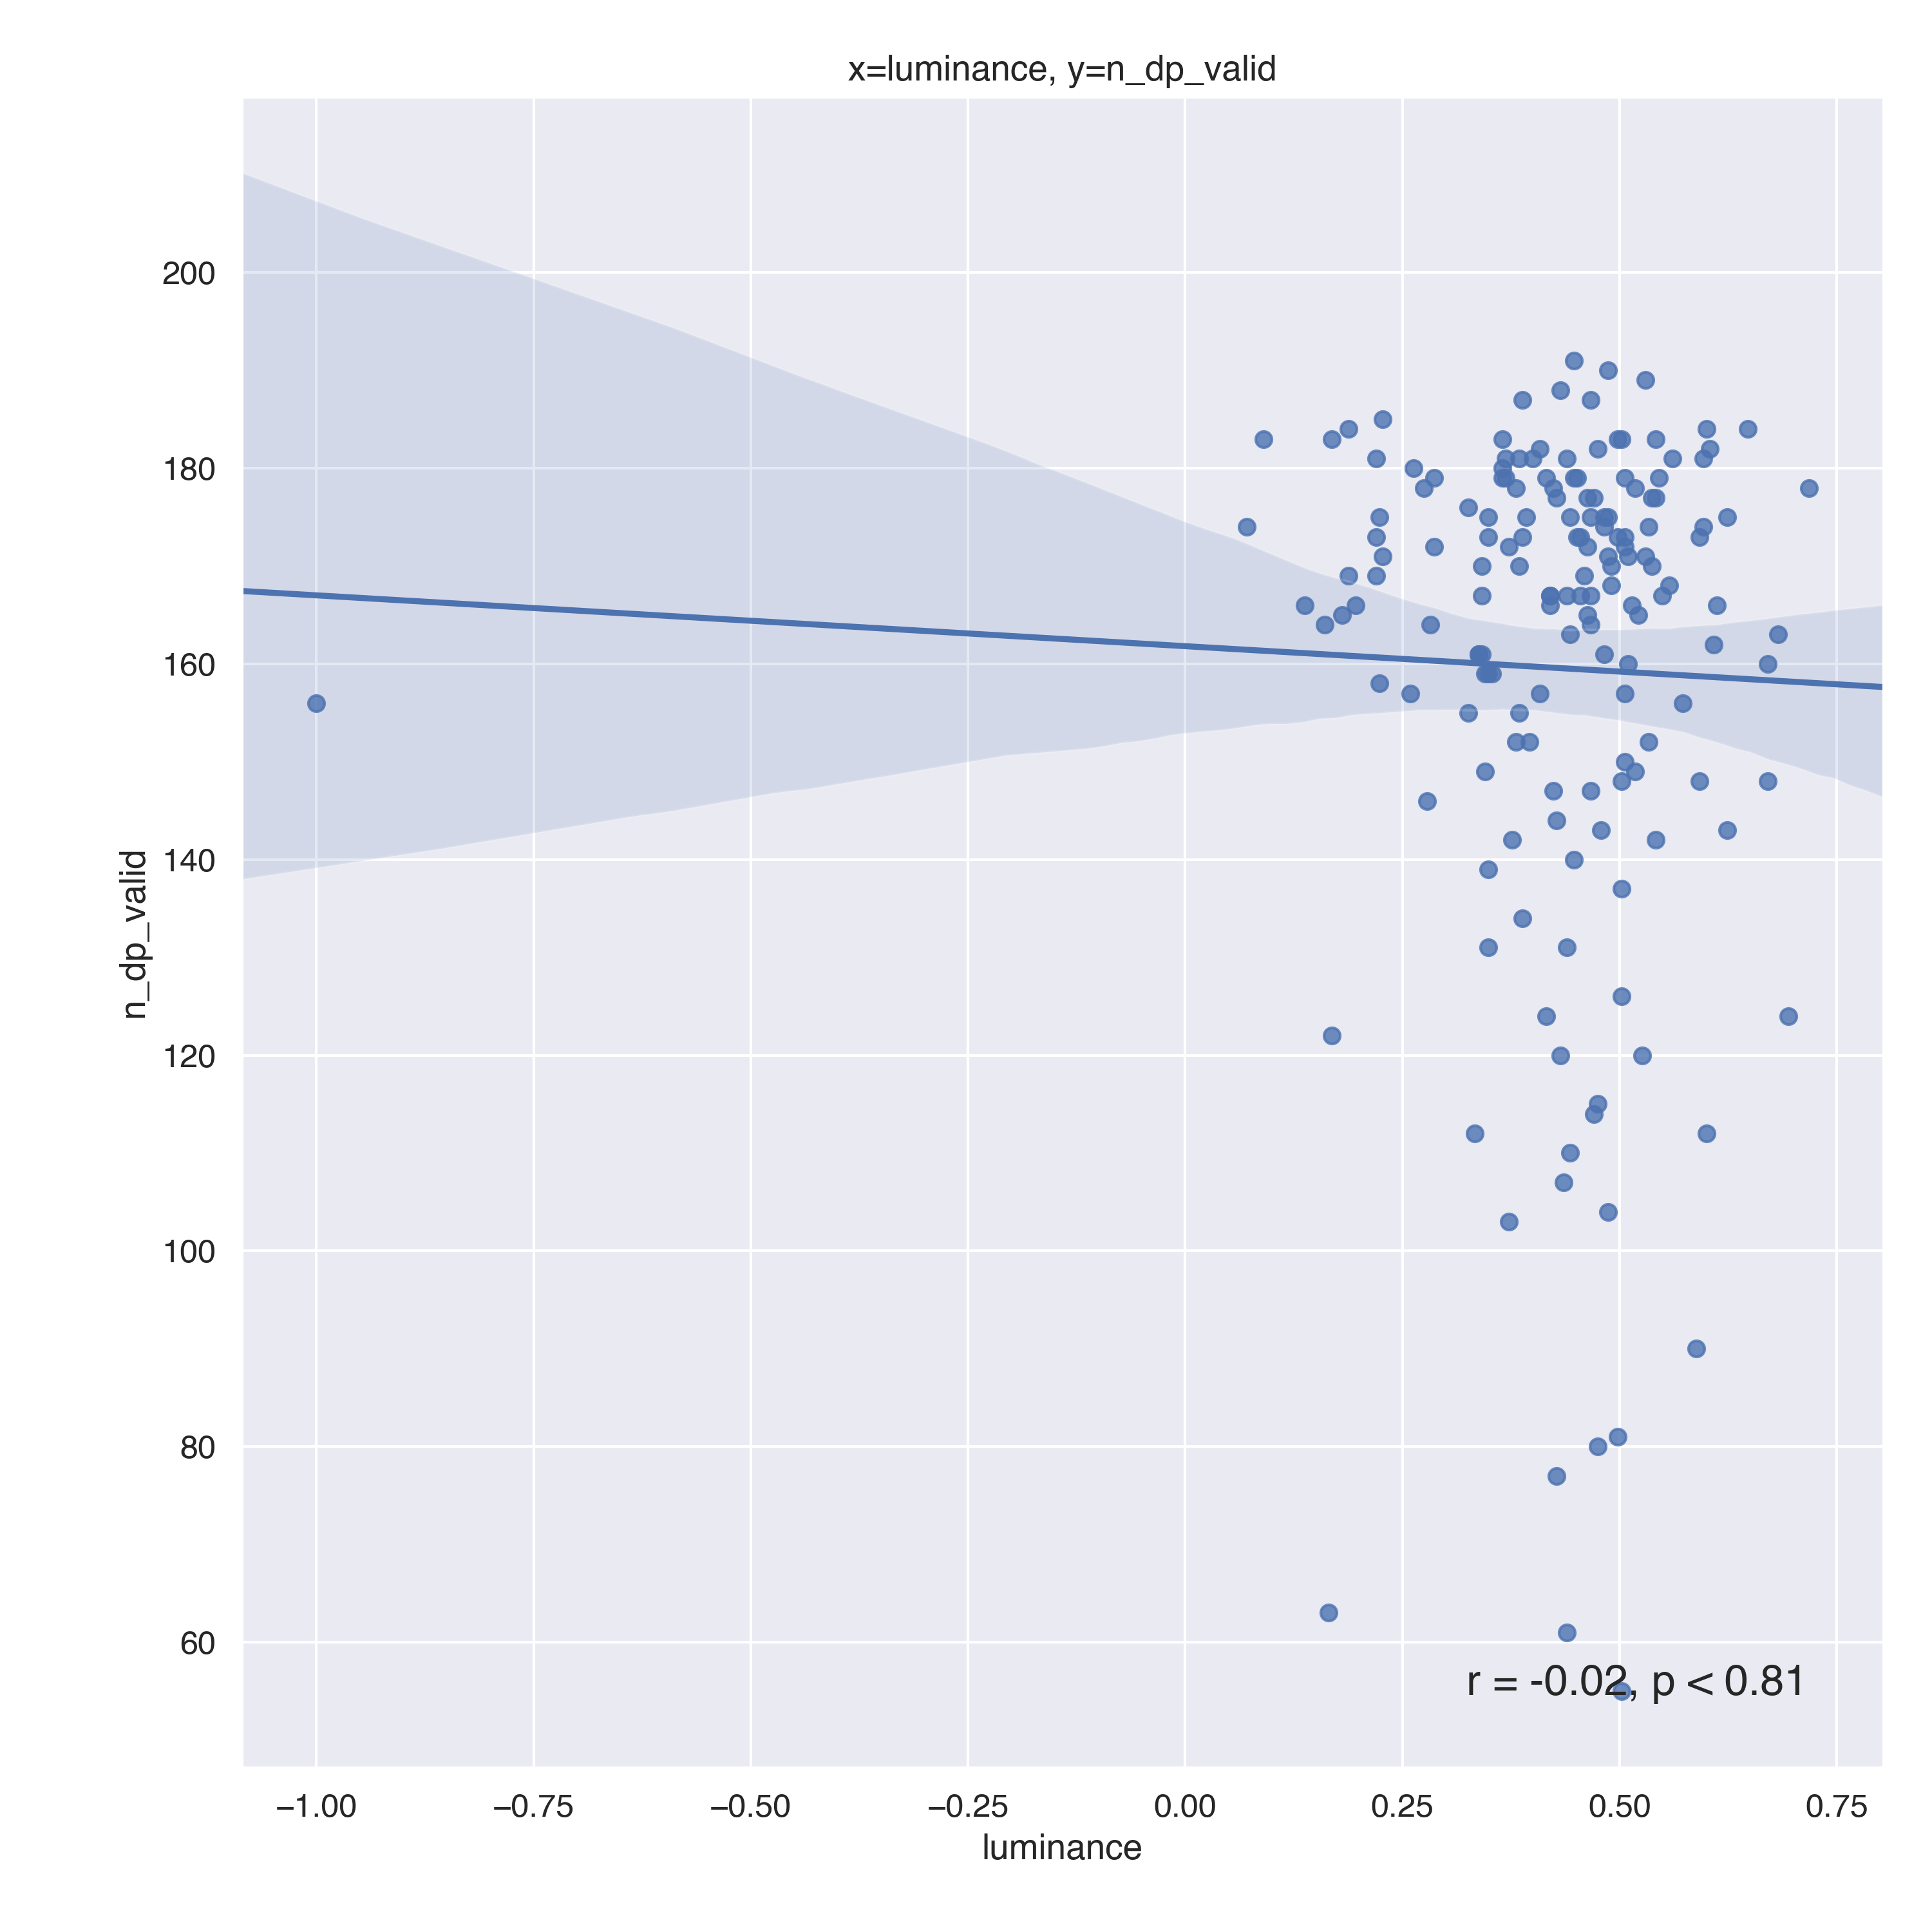 x=luminance, y=n_dp_valid
200
180
160
140
120
100
80
60
n_dp_valid
r = -0.02, p < 0.81
−1.00 −0.75 −0.50 −0.25 0.00 0.25 0.50 0.75
luminance